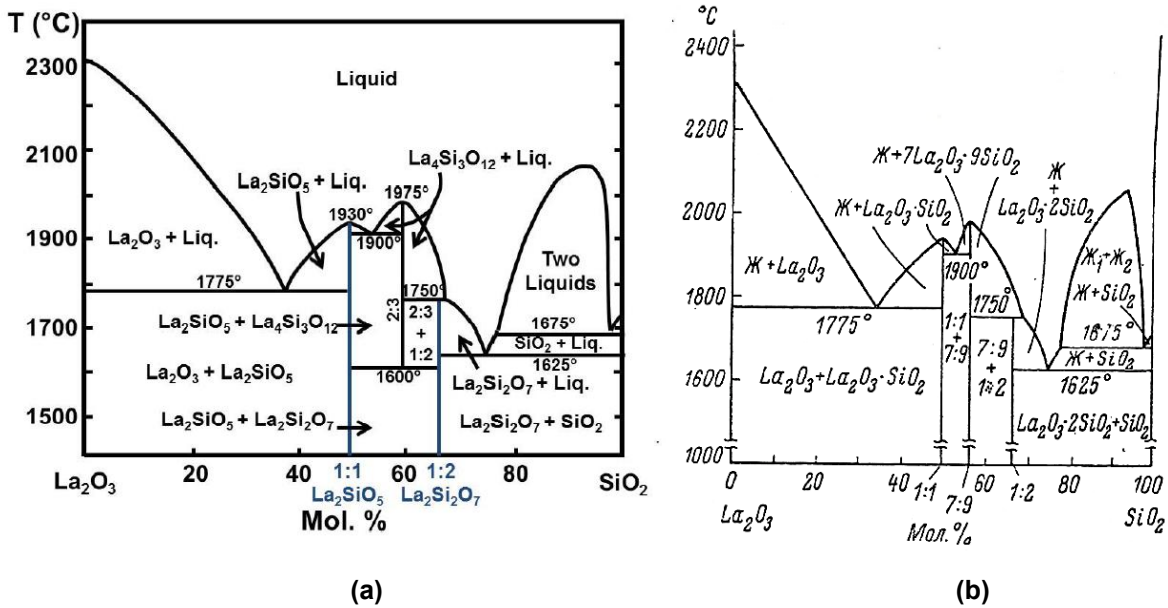 T (°C)
2300
2100
1900
1700
1500
Liquid
La₄Si₃O₁₂ + Liq.
La₂SiO₅ + Liq.
1975°
1930°
La₂O₃ + Liq.
1900°
Two
Liquids
1775°
1750°
2:3
2:3
+
1:2
1675°
SiO₂ + Liq.
La₂SiO₅ + La₄Si₃O₁₂
1625°
1600°
La₂Si₂O₇ + Liq.
La₂O₃ + La₂SiO₅
La₂SiO₅ + La₂Si₂O₇
La₂Si₂O₇ + SiO₂
20
40
60
80
La₂O₃
1:1
La₂SiO₅
1:2
La₂Si₂O₇
SiO₂
Mol. %
(a)
°C
2400
2200
2000
1800
1600
1400
1000
Ж+7La₂O₃·9SiO₂
Ж
+
La₂O₃·2SiO₂
Ж+La₂O₃·SiO₂
Ж+La₂O₃
1900°
Ж₁+Ж₂
Ж+SiO₂
1775°
1750°
1675°
Ж+SiO₂
1625°
1:1
+
7:9
7:9
+
1:2
La₂O₃+La₂O₃·SiO₂
La₂O₃·2SiO₂+SiO₂
0
20
40
60
80
100
1:1
7:9
1:2
La₂O₃
SiO₂
Мол.%
(b)